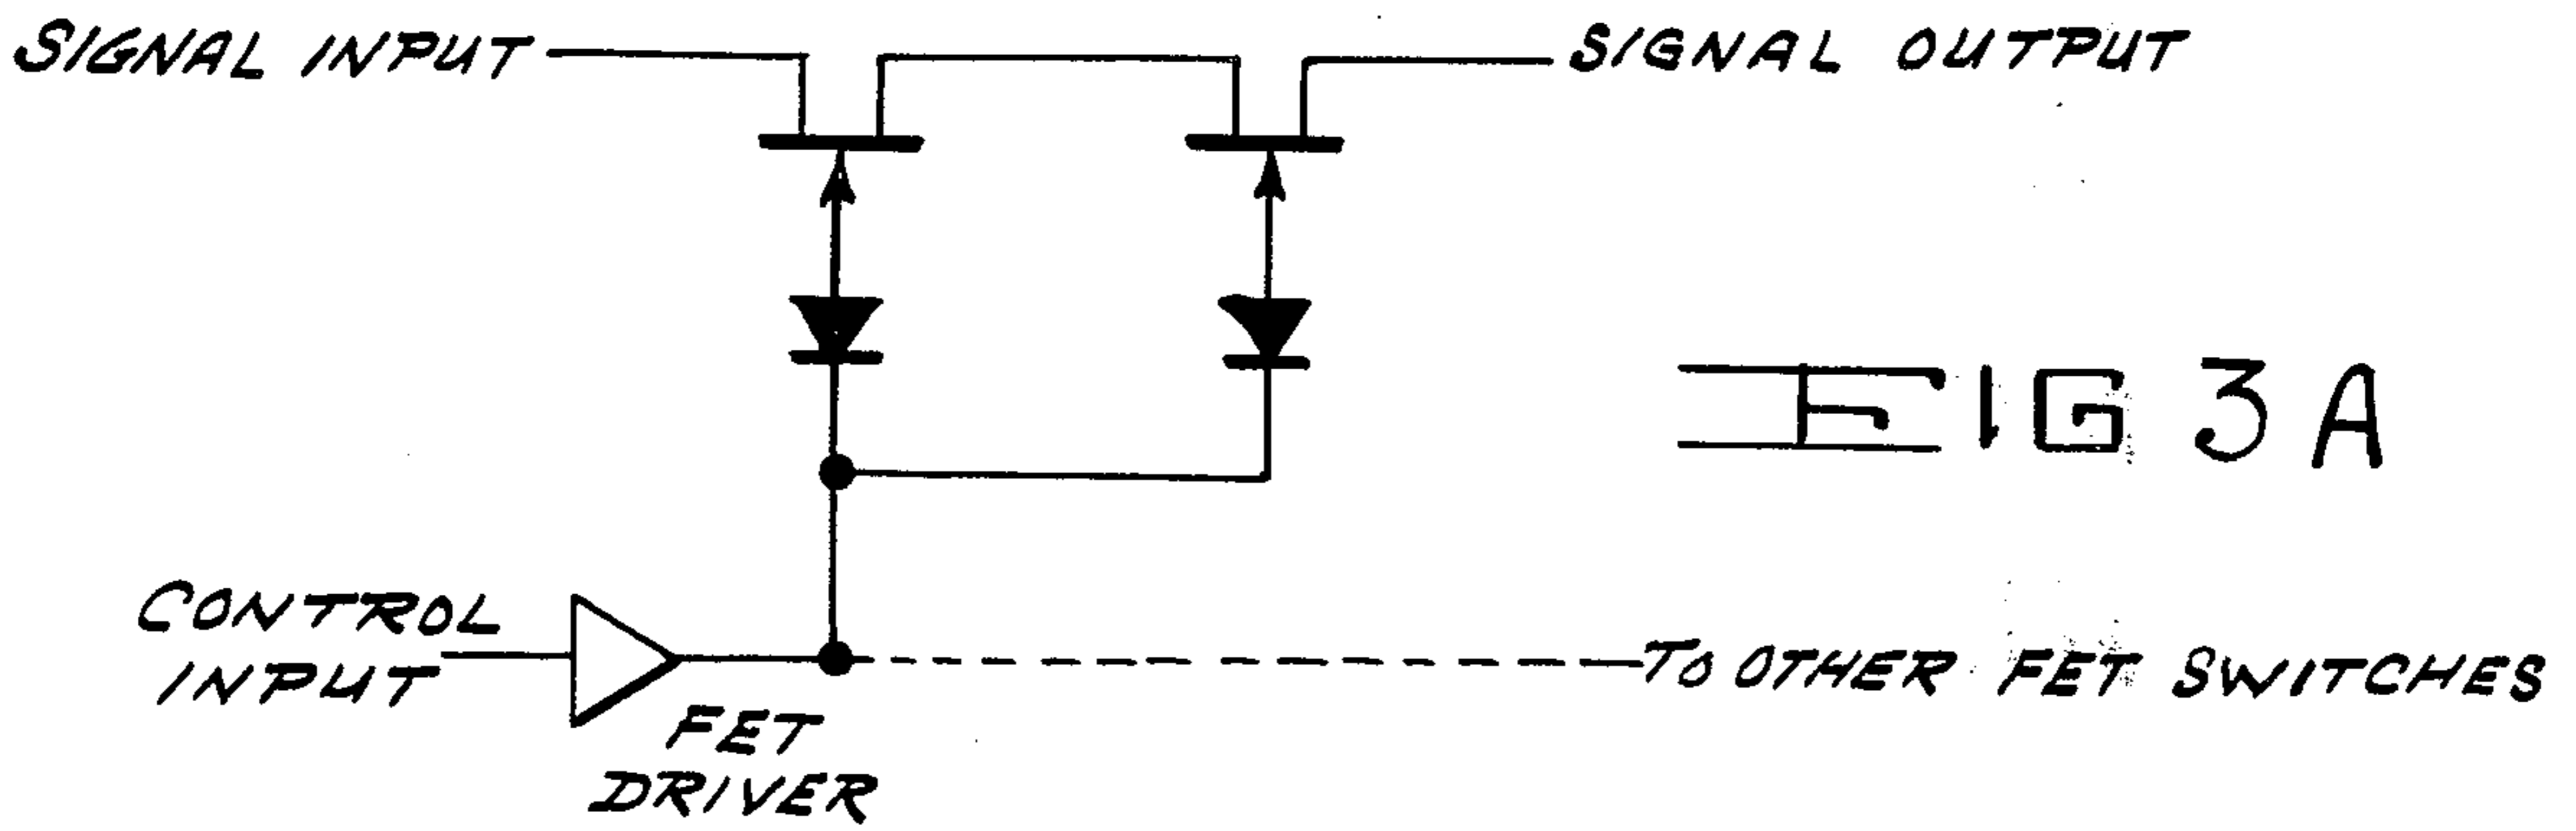 SIGNAL INPUT
SIGNAL OUTPUT
FIG 3A
CONTROL
INPUT
FET
DRIVER
TO OTHER FET SWITCHES